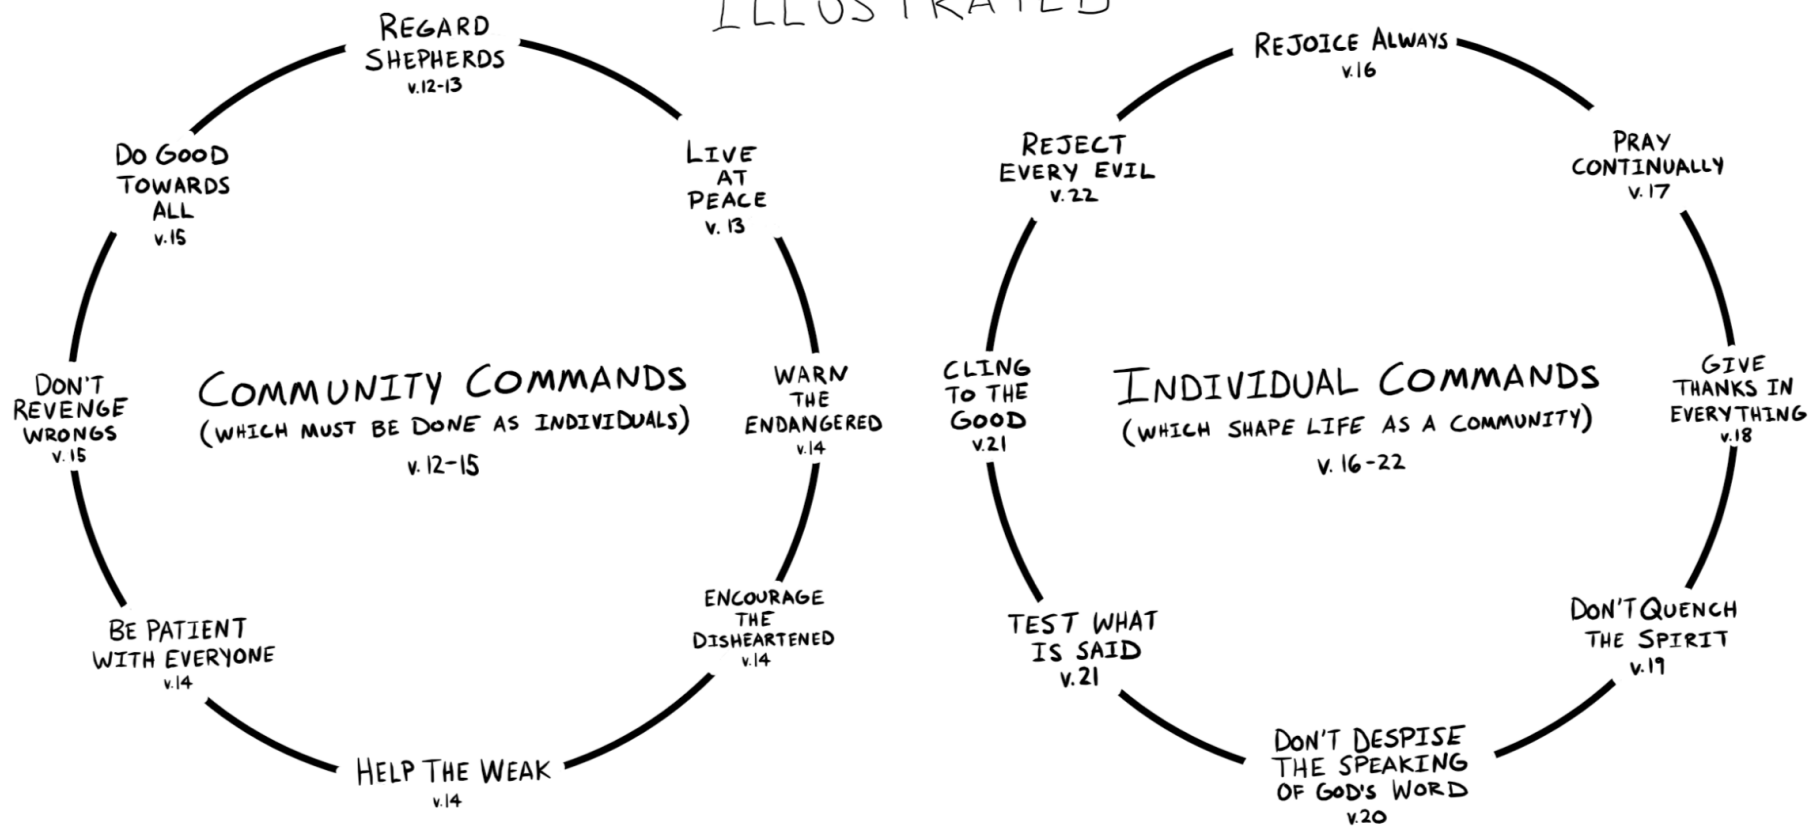 ILLUSTRATED
REGARD
SHEPHERDS
v.12-13
LIVE
AT
PEACE
v. 13
WARN
THE
ENDANGERED
v.14
ENCOURAGE
THE
DISHEARTENED
v.14
HELP THE WEAK
v.14
BE PATIENT
WITH EVERYONE
v.14
DON'T
REVENGE
WRONGS
v.15
DO GOOD
TOWARDS
ALL
v.15
COMMUNITY COMMANDS
(WHICH MUST BE DONE AS INDIVIDUALS)
v. 12-15
REJOICE ALWAYS
v.16
PRAY
CONTINUALLY
v. 17
GIVE
THANKS IN
EVERYTHING
v.18
DON'T QUENCH
THE SPIRIT
v.19
DON'T DESPISE
THE SPEAKING
OF GOD'S WORD
v.20
TEST WHAT
IS SAID
v.21
CLING
TO THE
GOOD
v.21
REJECT
EVERY EVIL
v.22
INDIVIDUAL COMMANDS
(WHICH SHAPE LIFE AS A COMMUNITY)
v. 16-22